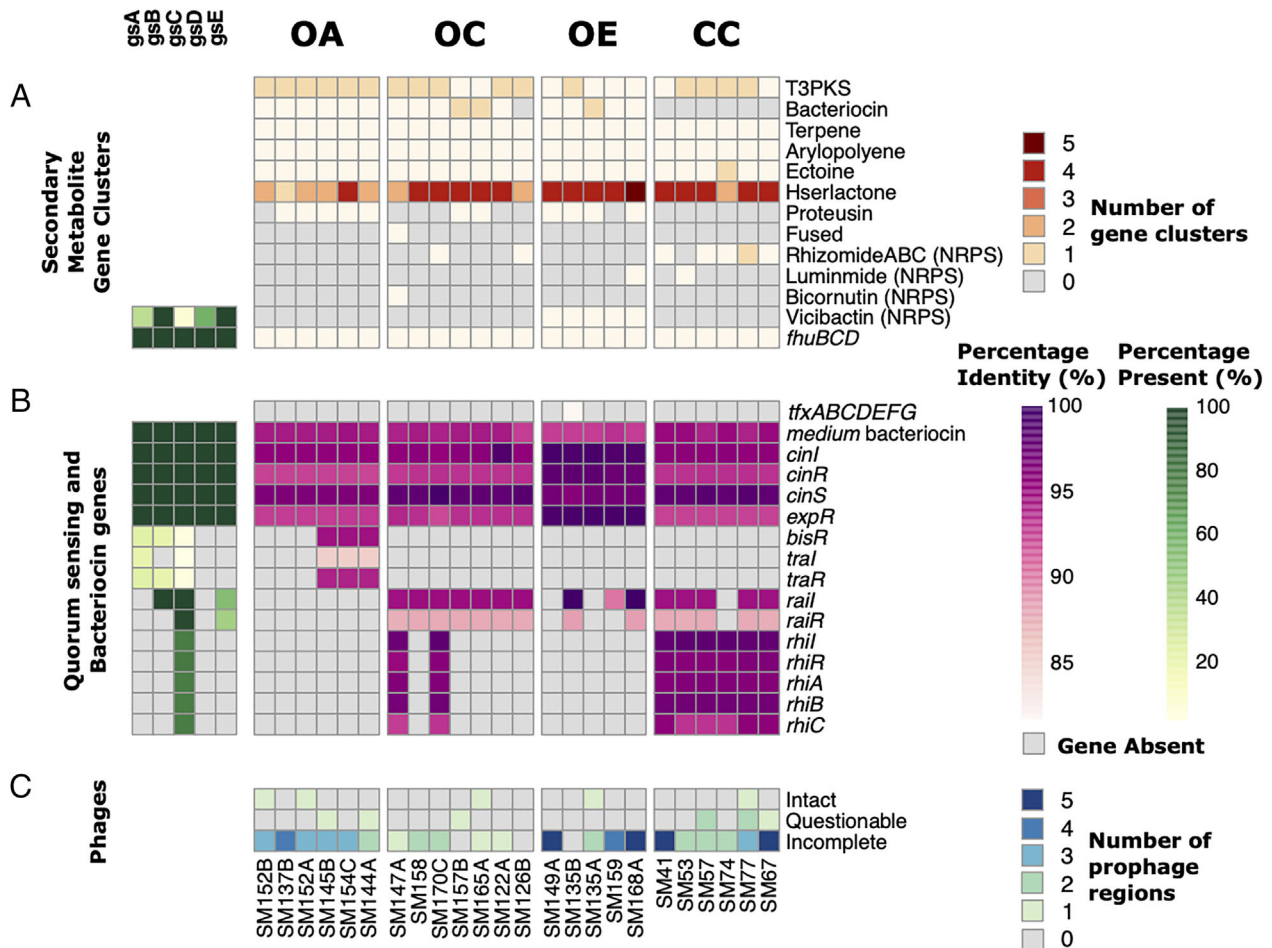 gsA
gsB
gsC
gsD
gsE
OA
OC
OE
CC
A
Secondary
Metabolite
Gene Clusters
T3PKS
Bacteriocin
Terpene
Arylopolyene
Ectoine
Hserlactone
Proteusin
Fused
RhizomideABC (NRPS)
Luminmide (NRPS)
Bicornutin (NRPS)
Vicibactin (NRPS)
fhuBCD
5
4
3
2
1
0
Number of
gene clusters
B
Quorum sensing and
Bacteriocin genes
tfxABCDEFG
medium bacteriocin
cinI
cinR
cinS
expR
bisR
traI
traR
raiI
raiR
rhiI
rhiR
rhiA
rhiB
rhiC
Percentage
Identity (%)
100
95
90
85
Percentage
Present (%)
100
80
60
40
20
Gene Absent
C
Phages
Intact
Questionable
Incomplete
SM152B
SM137B
SM152A
SM145B
SM154C
SM144A
SM147A
SM158
SM170C
SM157B
SM165A
SM122A
SM126B
SM149A
SM135B
SM135A
SM159
SM168A
SM41
SM53
SM57
SM74
SM77
SM67
5
4
3
2
1
0
Number of
prophage
regions